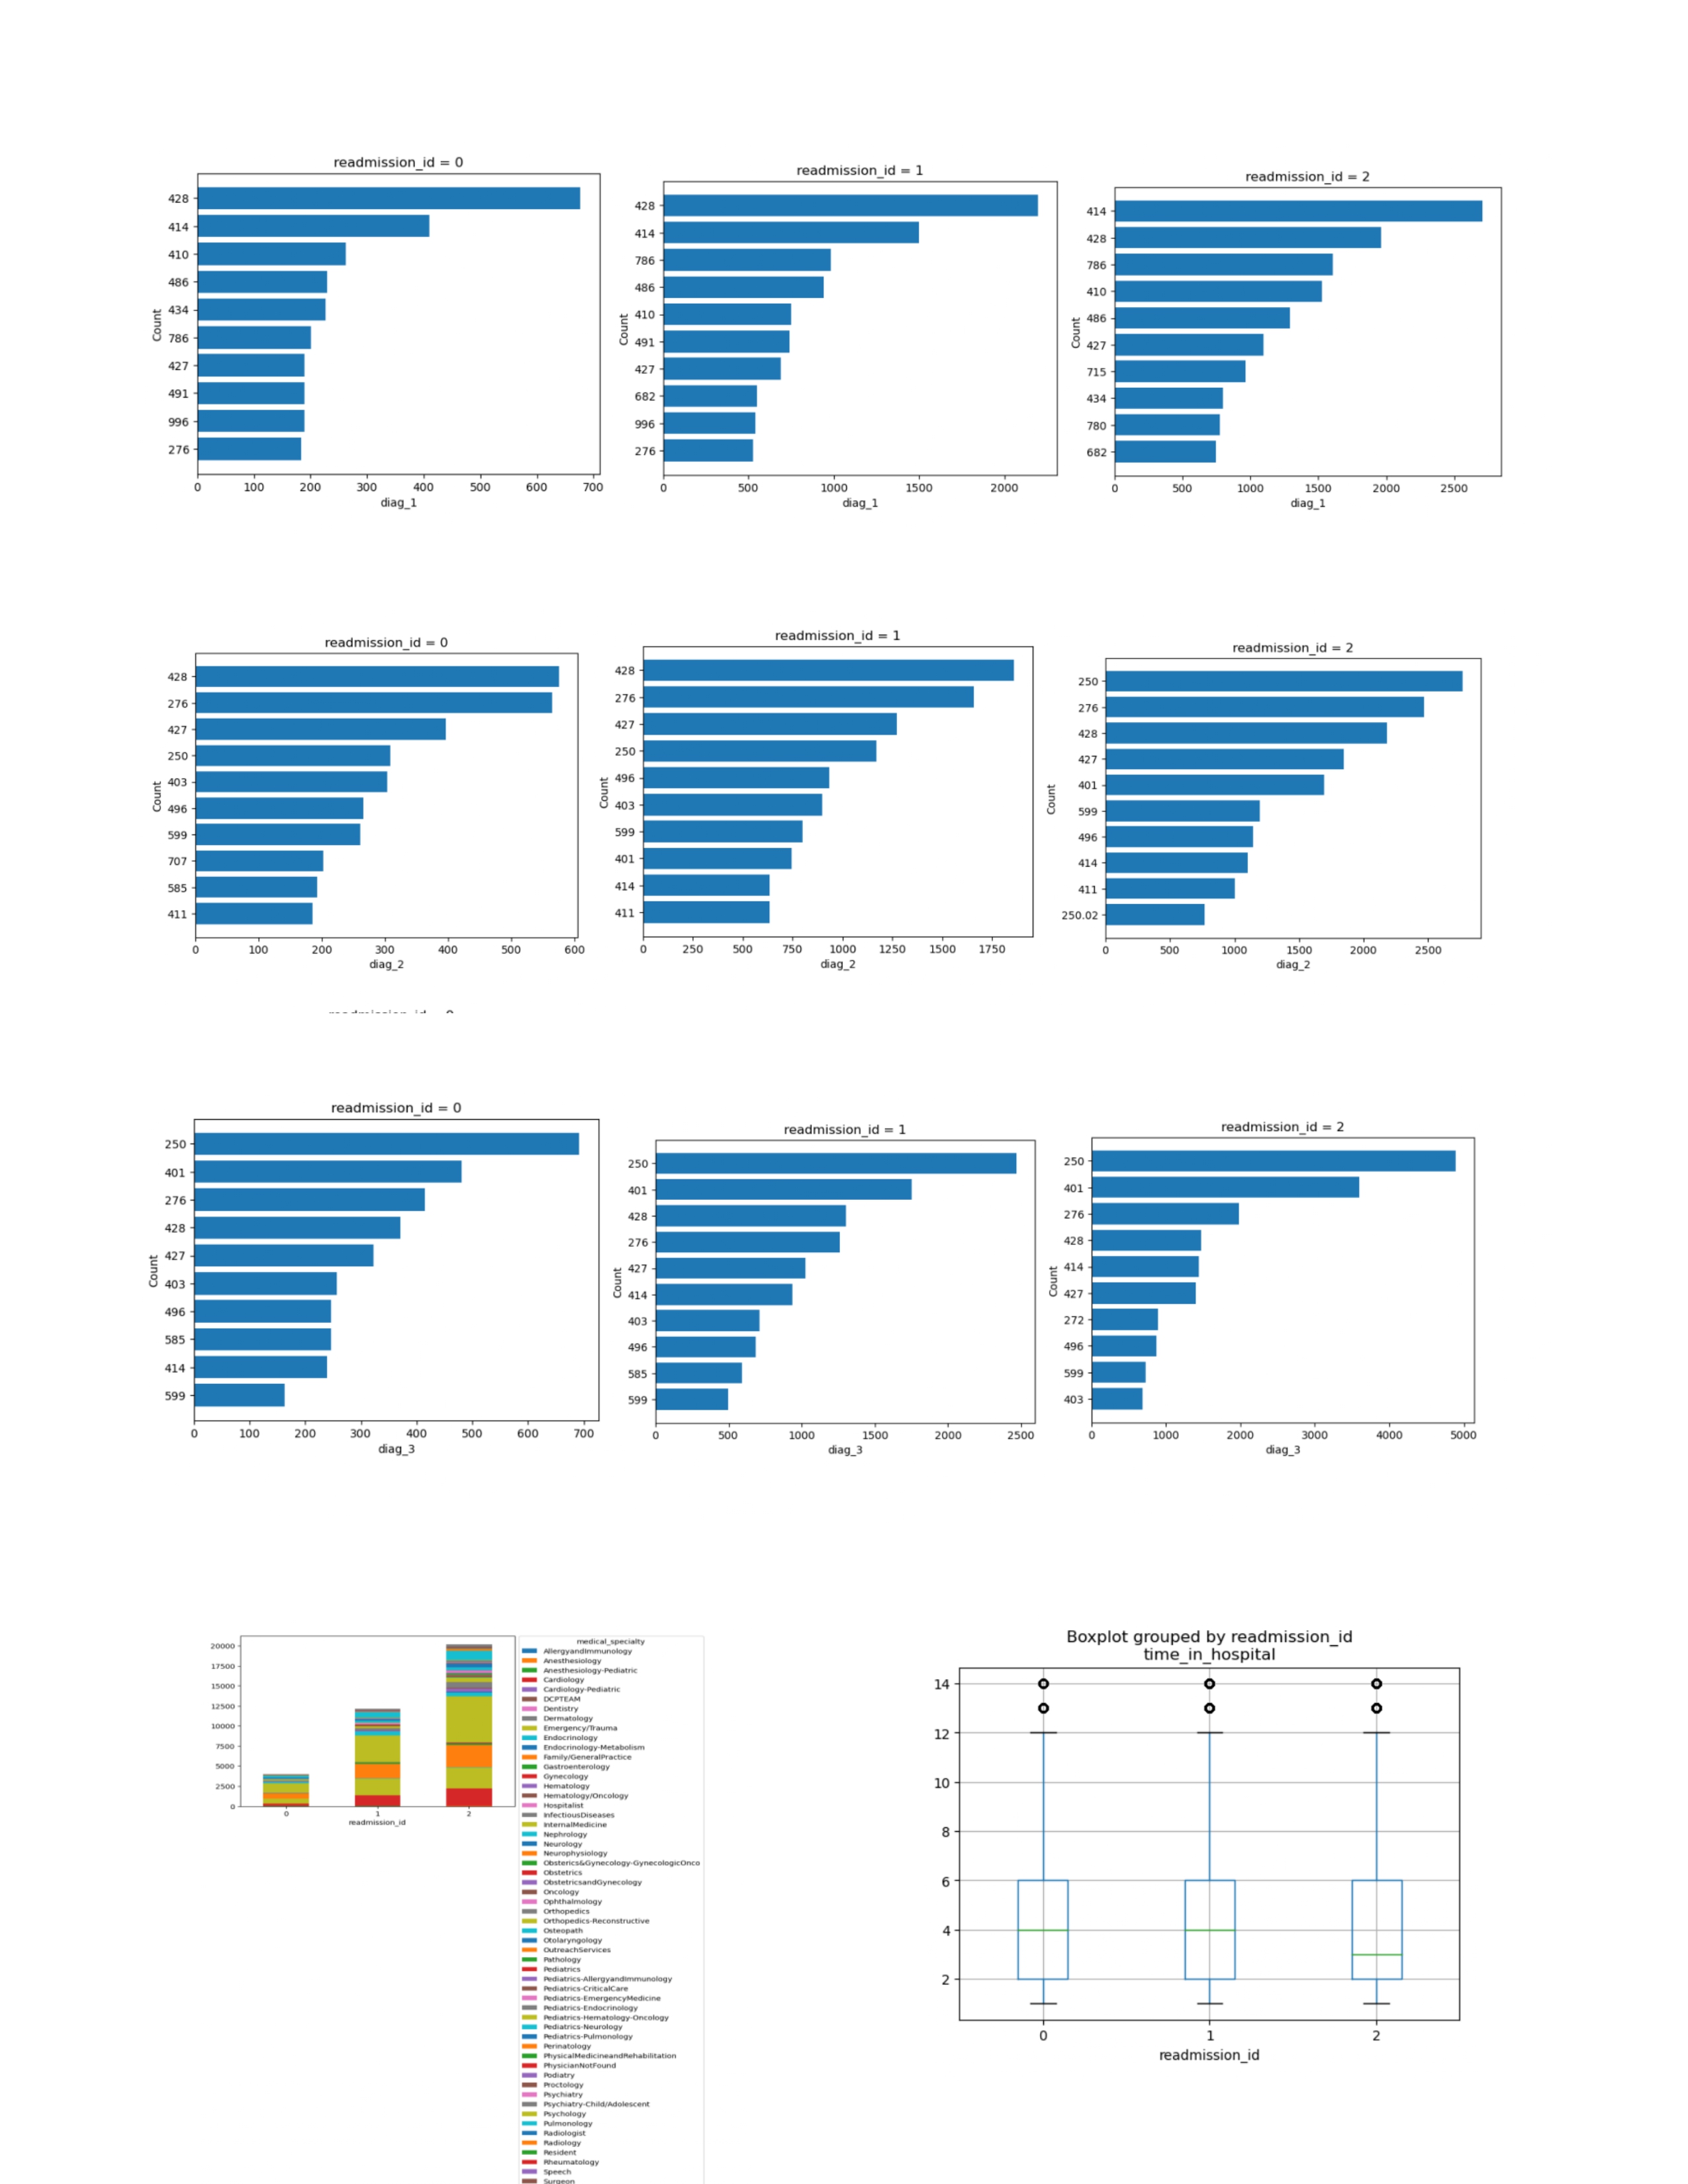 readmission_id = 0
428
414
410
486
434
786
427
491
996
276
Count
0 100 200 300 400 500 600 700
diag_1
readmission_id = 1
428
414
786
486
410
491
427
682
996
276
Count
0 500 1000 1500 2000
diag_1
readmission_id = 2
414
428
786
410
486
427
715
434
780
682
Count
0 500 1000 1500 2000 2500
diag_1
readmission_id = 0
428
276
427
250
403
496
599
707
585
411
Count
0 100 200 300 400 500 600
diag_2
readmission_id = 1
428
276
427
250
496
403
599
401
414
411
Count
0 250 500 750 1000 1250 1500 1750
diag_2
readmission_id = 2
250
276
428
427
401
599
496
414
411
250.02
Count
0 500 1000 1500 2000 2500
diag_2
readmission_id = 0
250
401
276
428
427
403
496
585
414
599
Count
0 100 200 300 400 500 600 700
diag_3
readmission_id = 1
250
401
428
276
427
414
403
496
585
599
Count
0 500 1000 1500 2000 2500
diag_3
readmission_id = 2
250
401
276
428
414
427
272
496
599
403
Count
0 1000 2000 3000 4000 5000
diag_3
20000
17500
15000
12500
10000
7500
5000
2500
0
0 1 2
readmission_id
medical_specialty
AllergyandImmunology
Anesthesiology
Anesthesiology-Pediatric
Cardiology
Cardiology-Pediatric
DCPTEAM
Dentistry
Dermatology
Emergency/Trauma
Endocrinology
Endocrinology-Metabolism
Family/GeneralPractice
Gastroenterology
Gynecology
Hematology
Hematology/Oncology
Hospitalist
InfectiousDiseases
InternalMedicine
Nephrology
Neurology
Neurophysiology
Obsterics&Gynecology-GynecologicOnco
Obstetrics
ObstetricsandGynecology
Oncology
Ophthalmology
Orthopedics
Orthopedics-Reconstructive
Osteopath
Otolaryngology
OutreachServices
Pathology
Pediatrics
Pediatrics-AllergyandImmunology
Pediatrics-CriticalCare
Pediatrics-EmergencyMedicine
Pediatrics-Endocrinology
Pediatrics-Hematology-Oncology
Pediatrics-Neurology
Pediatrics-Pulmonology
Perinatology
PhysicalMedicineandRehabilitation
PhysicianNotFound
Podiatry
Proctology
Psychiatry
Psychiatry-Child/Adolescent
Psychology
Pulmonology
Radiologist
Radiology
Resident
Rheumatology
Speech
Surgeon
Boxplot grouped by readmission_id
time_in_hospital
14
12
10
8
6
4
2
0 1 2
readmission_id